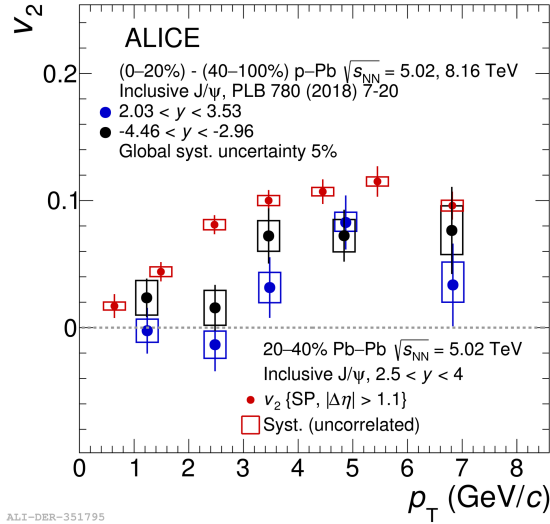 v₂
ALICE
(0–20%) - (40–100%) p–Pb √s_NN = 5.02, 8.16 TeV
Inclusive J/ψ, PLB 780 (2018) 7-20
2.03 < y < 3.53
-4.46 < y < -2.96
Global syst. uncertainty 5%
0.2
0.1
0
20–40% Pb–Pb √s_NN = 5.02 TeV
Inclusive J/ψ, 2.5 < y < 4
v₂ {SP, |Δη| > 1.1}
Syst. (uncorrelated)
0 1 2 3 4 5 6 7 8
p_T (GeV/c)
ALI-DER-351795